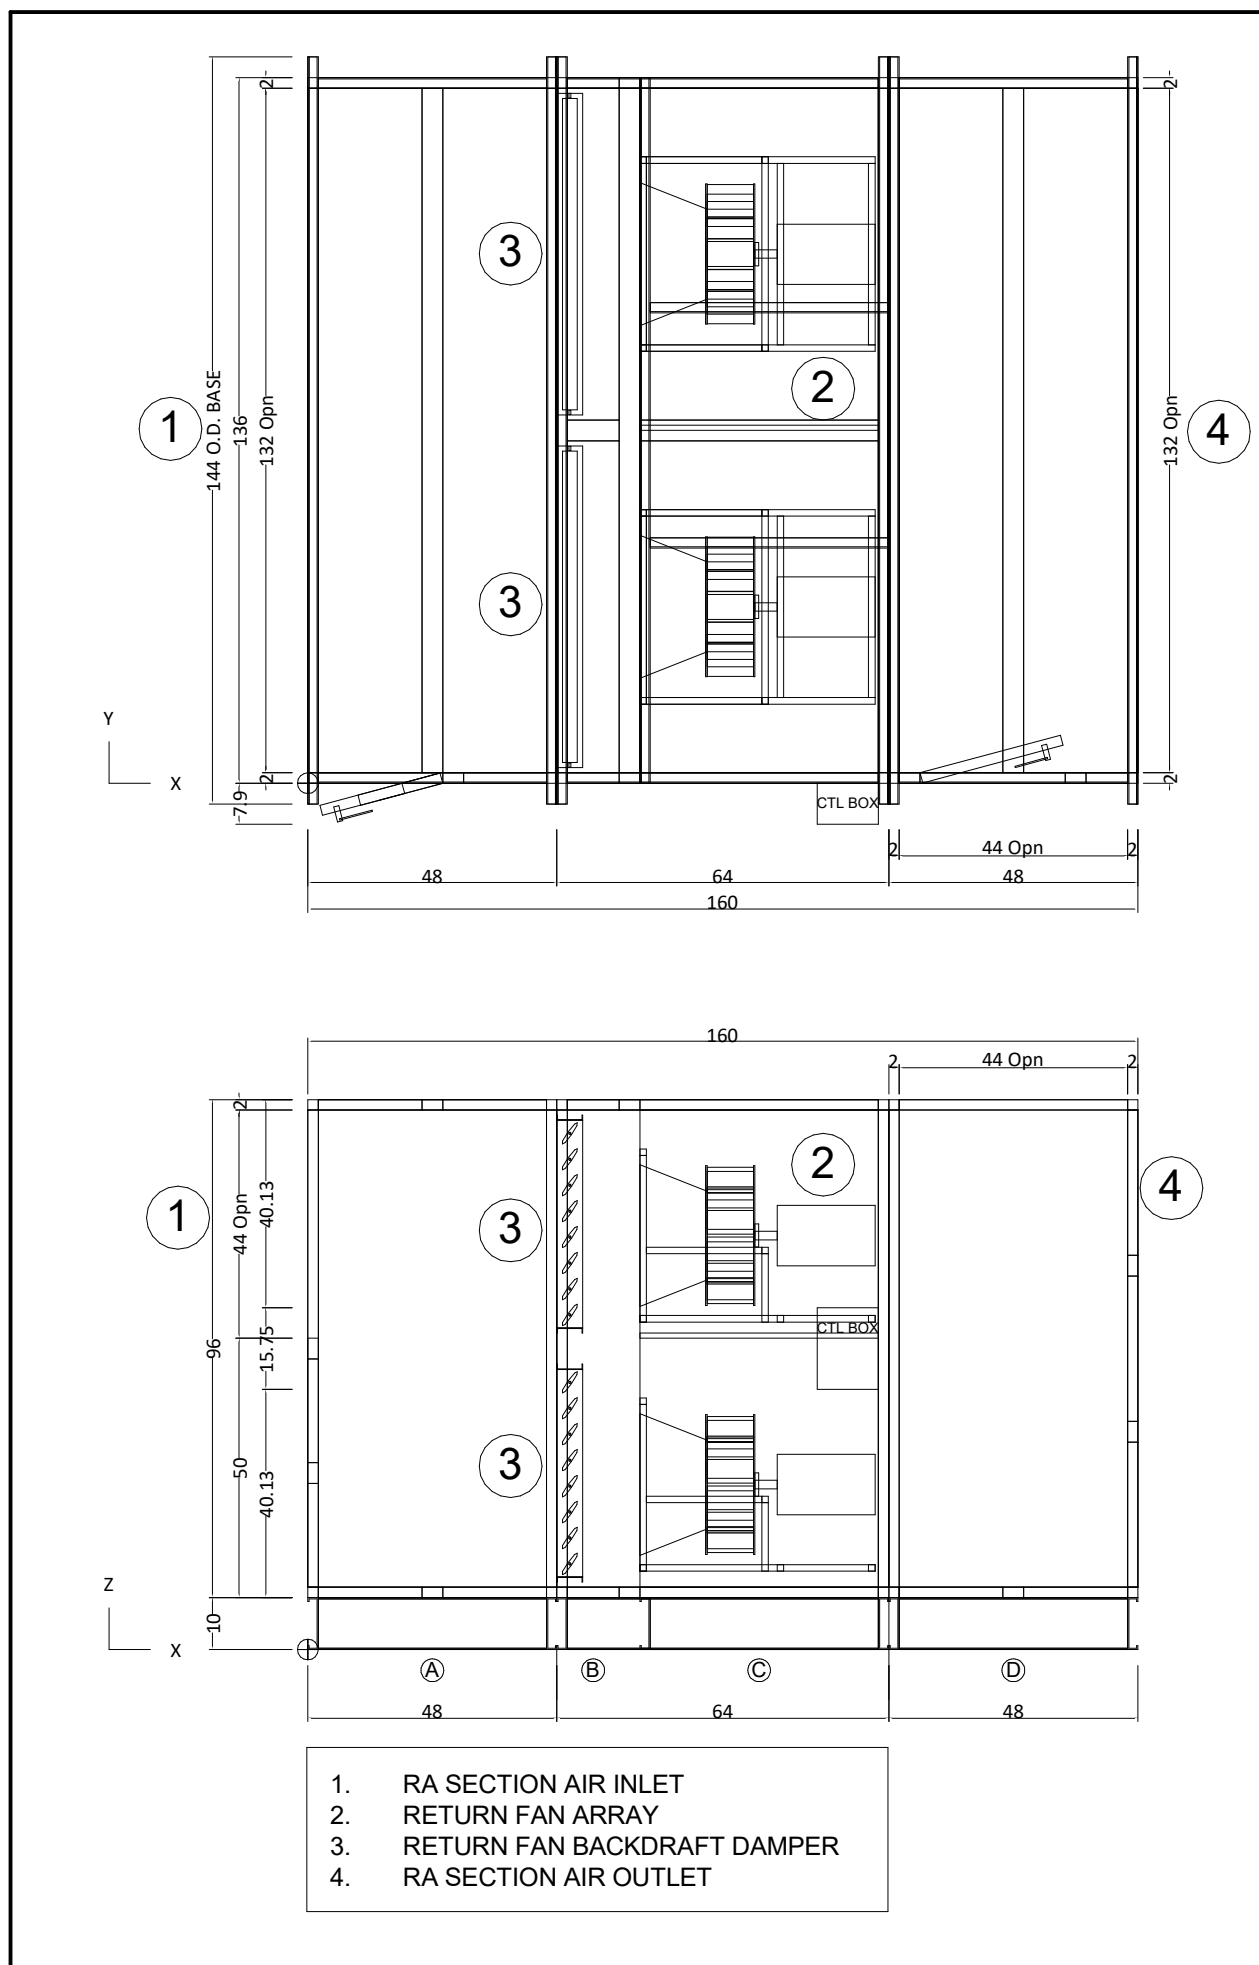 2
2
3
144 O.D. BASE
136
132 Opn
2
1
132 Opn
4
3
Y
X
2
2
7.9
CTL BOX
2
44 Opn
2
48
64
48
160
160
2
44 Opn
2
2
2
1
4
44 Opn
40.13
3
CTL BOX
96
15.75
3
50
40.13
Z
10
X
A
B
C
D
48
64
48
1. RA SECTION AIR INLET
2. RETURN FAN ARRAY
3. RETURN FAN BACKDRAFT DAMPER
4. RA SECTION AIR OUTLET